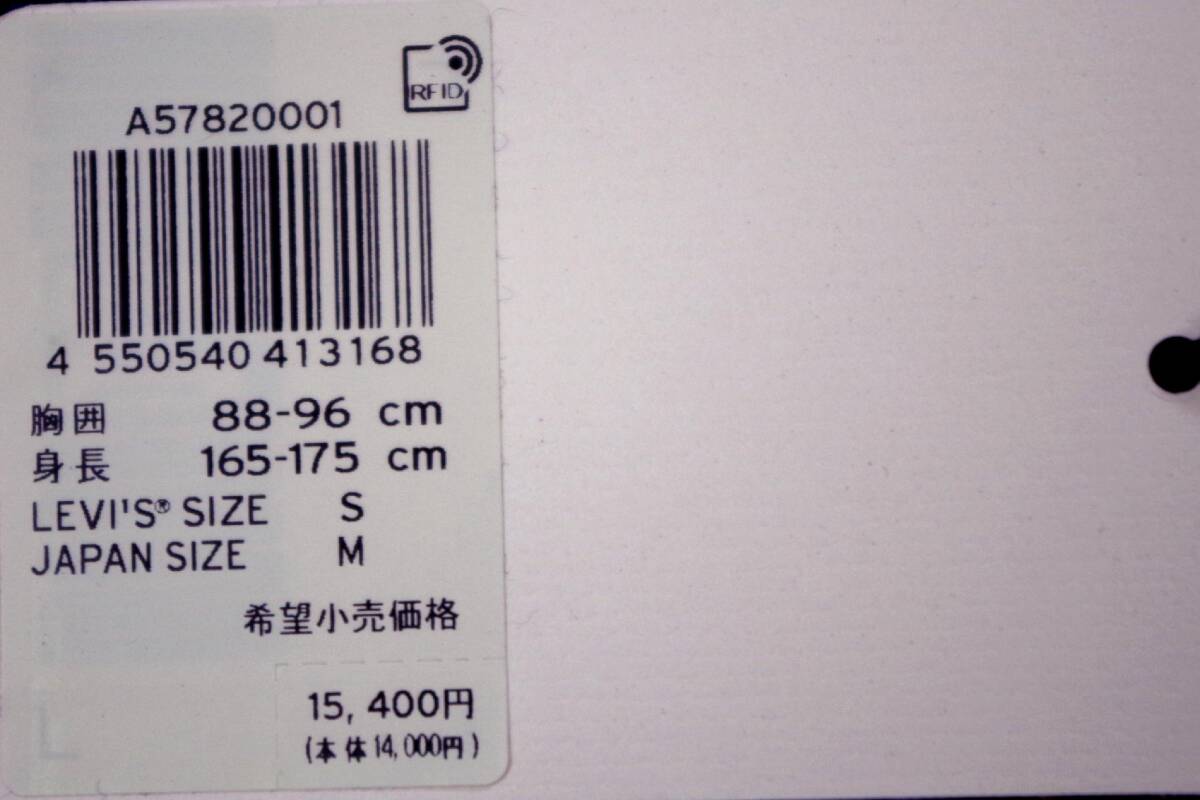 RFID
A57820001
4 550540 413168
胸囲 88-96 cm
身長 165-175 cm
LEVI'S® SIZE S
JAPAN SIZE M
希望小売価格
15,400円
(本体14,000円)